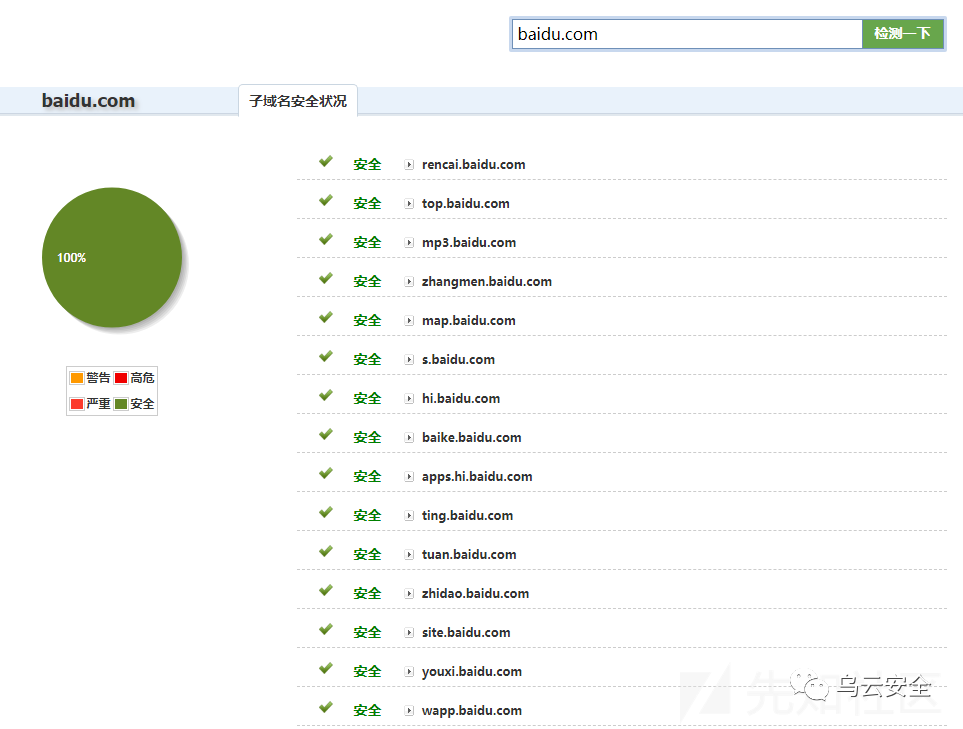 baidu.com 检测一下
baidu.com 子域名安全状况
安全 rencai.baidu.com
安全 top.baidu.com
安全 mp3.baidu.com
安全 zhangmen.baidu.com
安全 map.baidu.com
安全 s.baidu.com
安全 hi.baidu.com
安全 baike.baidu.com
安全 apps.hi.baidu.com
安全 ting.baidu.com
安全 tuan.baidu.com
安全 zhidao.baidu.com
安全 site.baidu.com
安全 youxi.baidu.com
安全 wapp.baidu.com
100%
警告 高危
严重 安全
先知社区
乌云安全